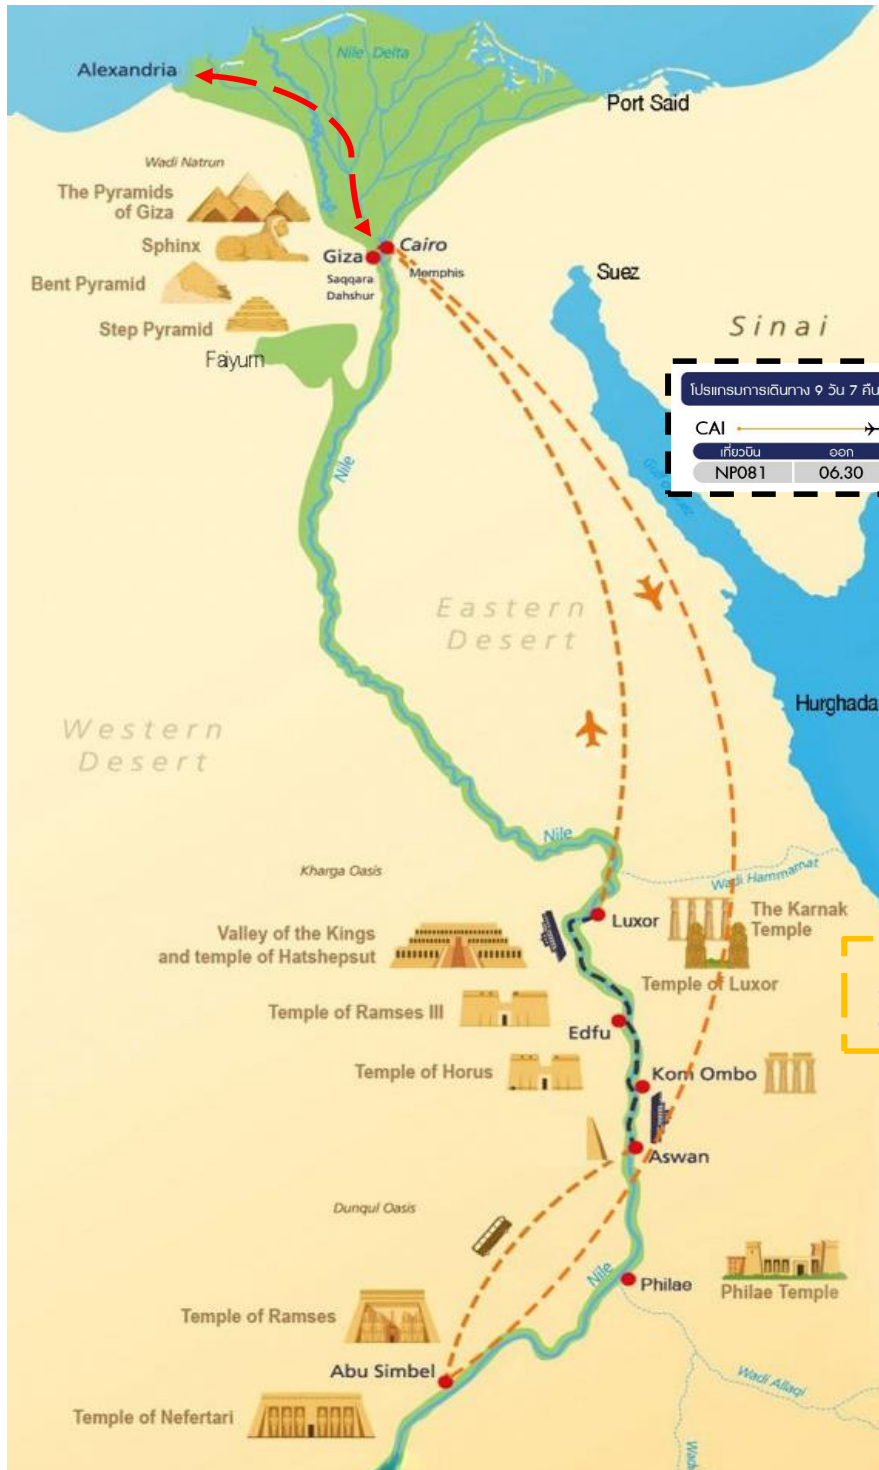 Nile Delta
Alexandria
Port Said
Wadi Natrun
The Pyramids
of Giza
Sphinx
Cairo
Giza
Memphis
Saqqara
Dahshur
Suez
Bent Pyramid
Sinai
Step Pyramid
Faiyum
โปรแกรมการเดินทาง 9 วัน 7 คืน
CAI
เที่ยวบิน ออก
NP081 06.30
Nile
Eastern
Desert
Hurghada
Western
Desert
Nile
Kharga Oasis
Wadi Hammamat
Luxor
The Karnak
Temple
Valley of the Kings
and temple of Hatshepsut
Temple of Luxor
Temple of Ramses III
Edfu
Temple of Horus
Kom Ombo
Aswan
Dunqul Oasis
Nile
Philae
Philae Temple
Temple of Ramses
Abu Simbel
Wadi Allaqi
Temple of Nefertari
Wadi